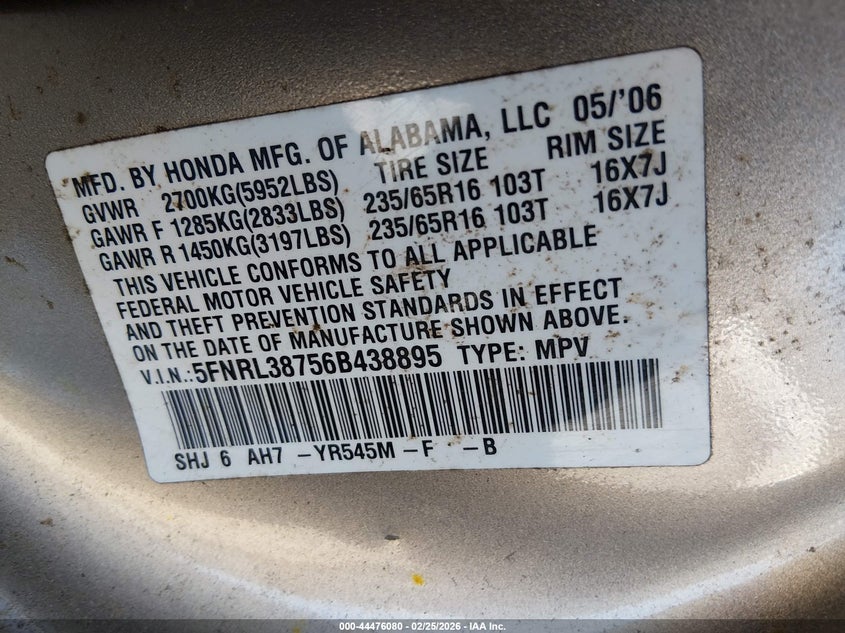 MFD. BY HONDA MFG. OF ALABAMA, LLC 05/'06
GVWR 2700KG(5952LBS) TIRE SIZE RIM SIZE
GAWR F 1285KG(2833LBS) 235/65R16 103T 16X7J
GAWR R 1450KG(3197LBS) 235/65R16 103T 16X7J
THIS VEHICLE CONFORMS TO ALL APPLICABLE
FEDERAL MOTOR VEHICLE SAFETY
AND THEFT PREVENTION STANDARDS IN EFFECT
ON THE DATE OF MANUFACTURE SHOWN ABOVE.
V.I.N.:5FNRL38756B438895 TYPE: MPV
SHJ 6 AH7 -YR545M -F -B
000-44476080 - 02/25/2026 - IAA Inc.